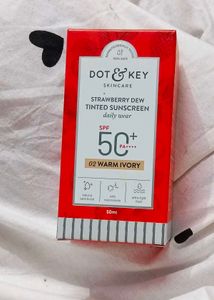 DOT & KEY
SKINCARE
STRAWBERRY DEW
TINTED SUNSCREEN
daily wear
SPF
50+
PA++++
02 WARM IVORY
50ml